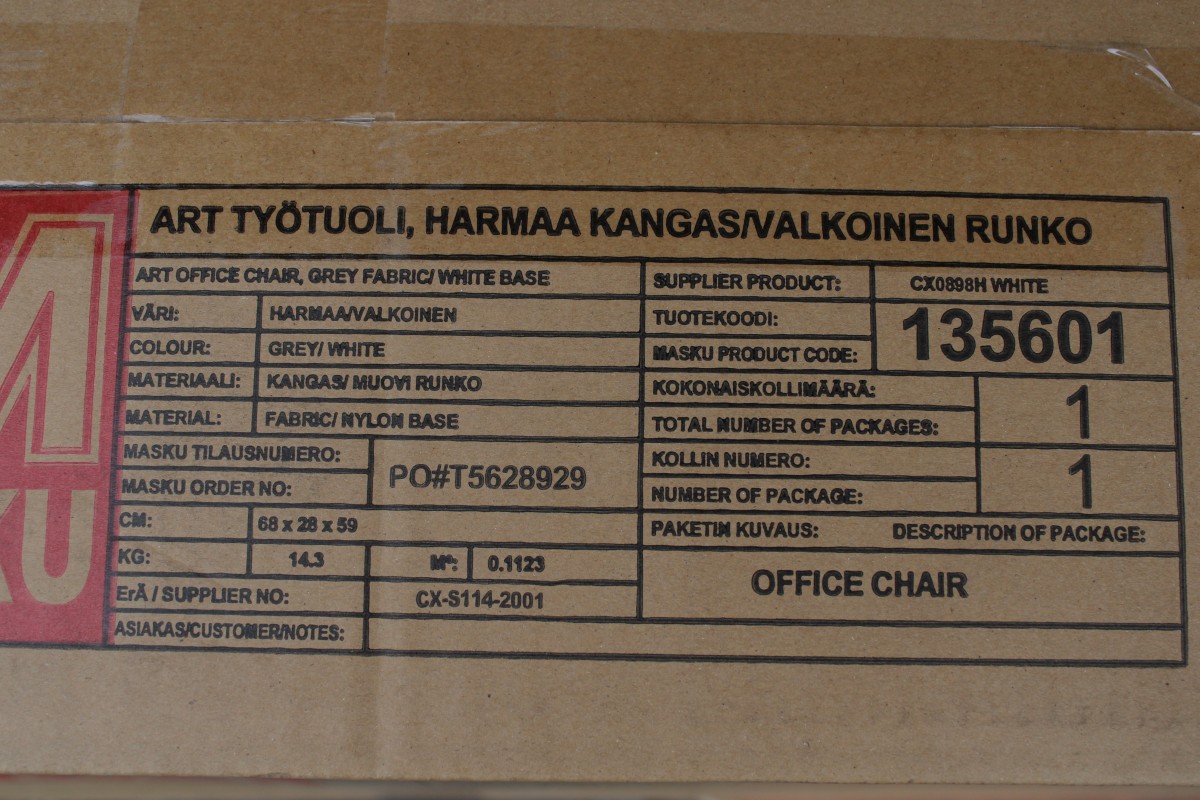 ART TYÖTUOLI, HARMAA KANGAS/VALKOINEN RUNKO
ART OFFICE CHAIR, GREY FABRIC/ WHITE BASE
SUPPLIER PRODUCT: CX0898H WHITE
VÄRI: HARMAA/VALKOINEN
TUOTEKOODI:
135601
COLOUR: GREY/ WHITE
MASKU PRODUCT CODE:
MATERIAALI: KANGAS/ MUOVI RUNKO
KOKONAISKOLLIMÄÄRÄ:
1
MATERIAL: FABRIC/ NYLON BASE
TOTAL NUMBER OF PACKAGES:
MASKU TILAUSNUMERO:
PO#T5628929
KOLLIN NUMERO:
1
MASKU ORDER NO:
NUMBER OF PACKAGE:
CM: 68 x 28 x 59
PAKETIN KUVAUS: DESCRIPTION OF PACKAGE:
KG: 14.3 M³: 0.1123
OFFICE CHAIR
ErÄ / SUPPLIER NO: CX-S114-2001
ASIAKAS/CUSTOMER/NOTES:
KU